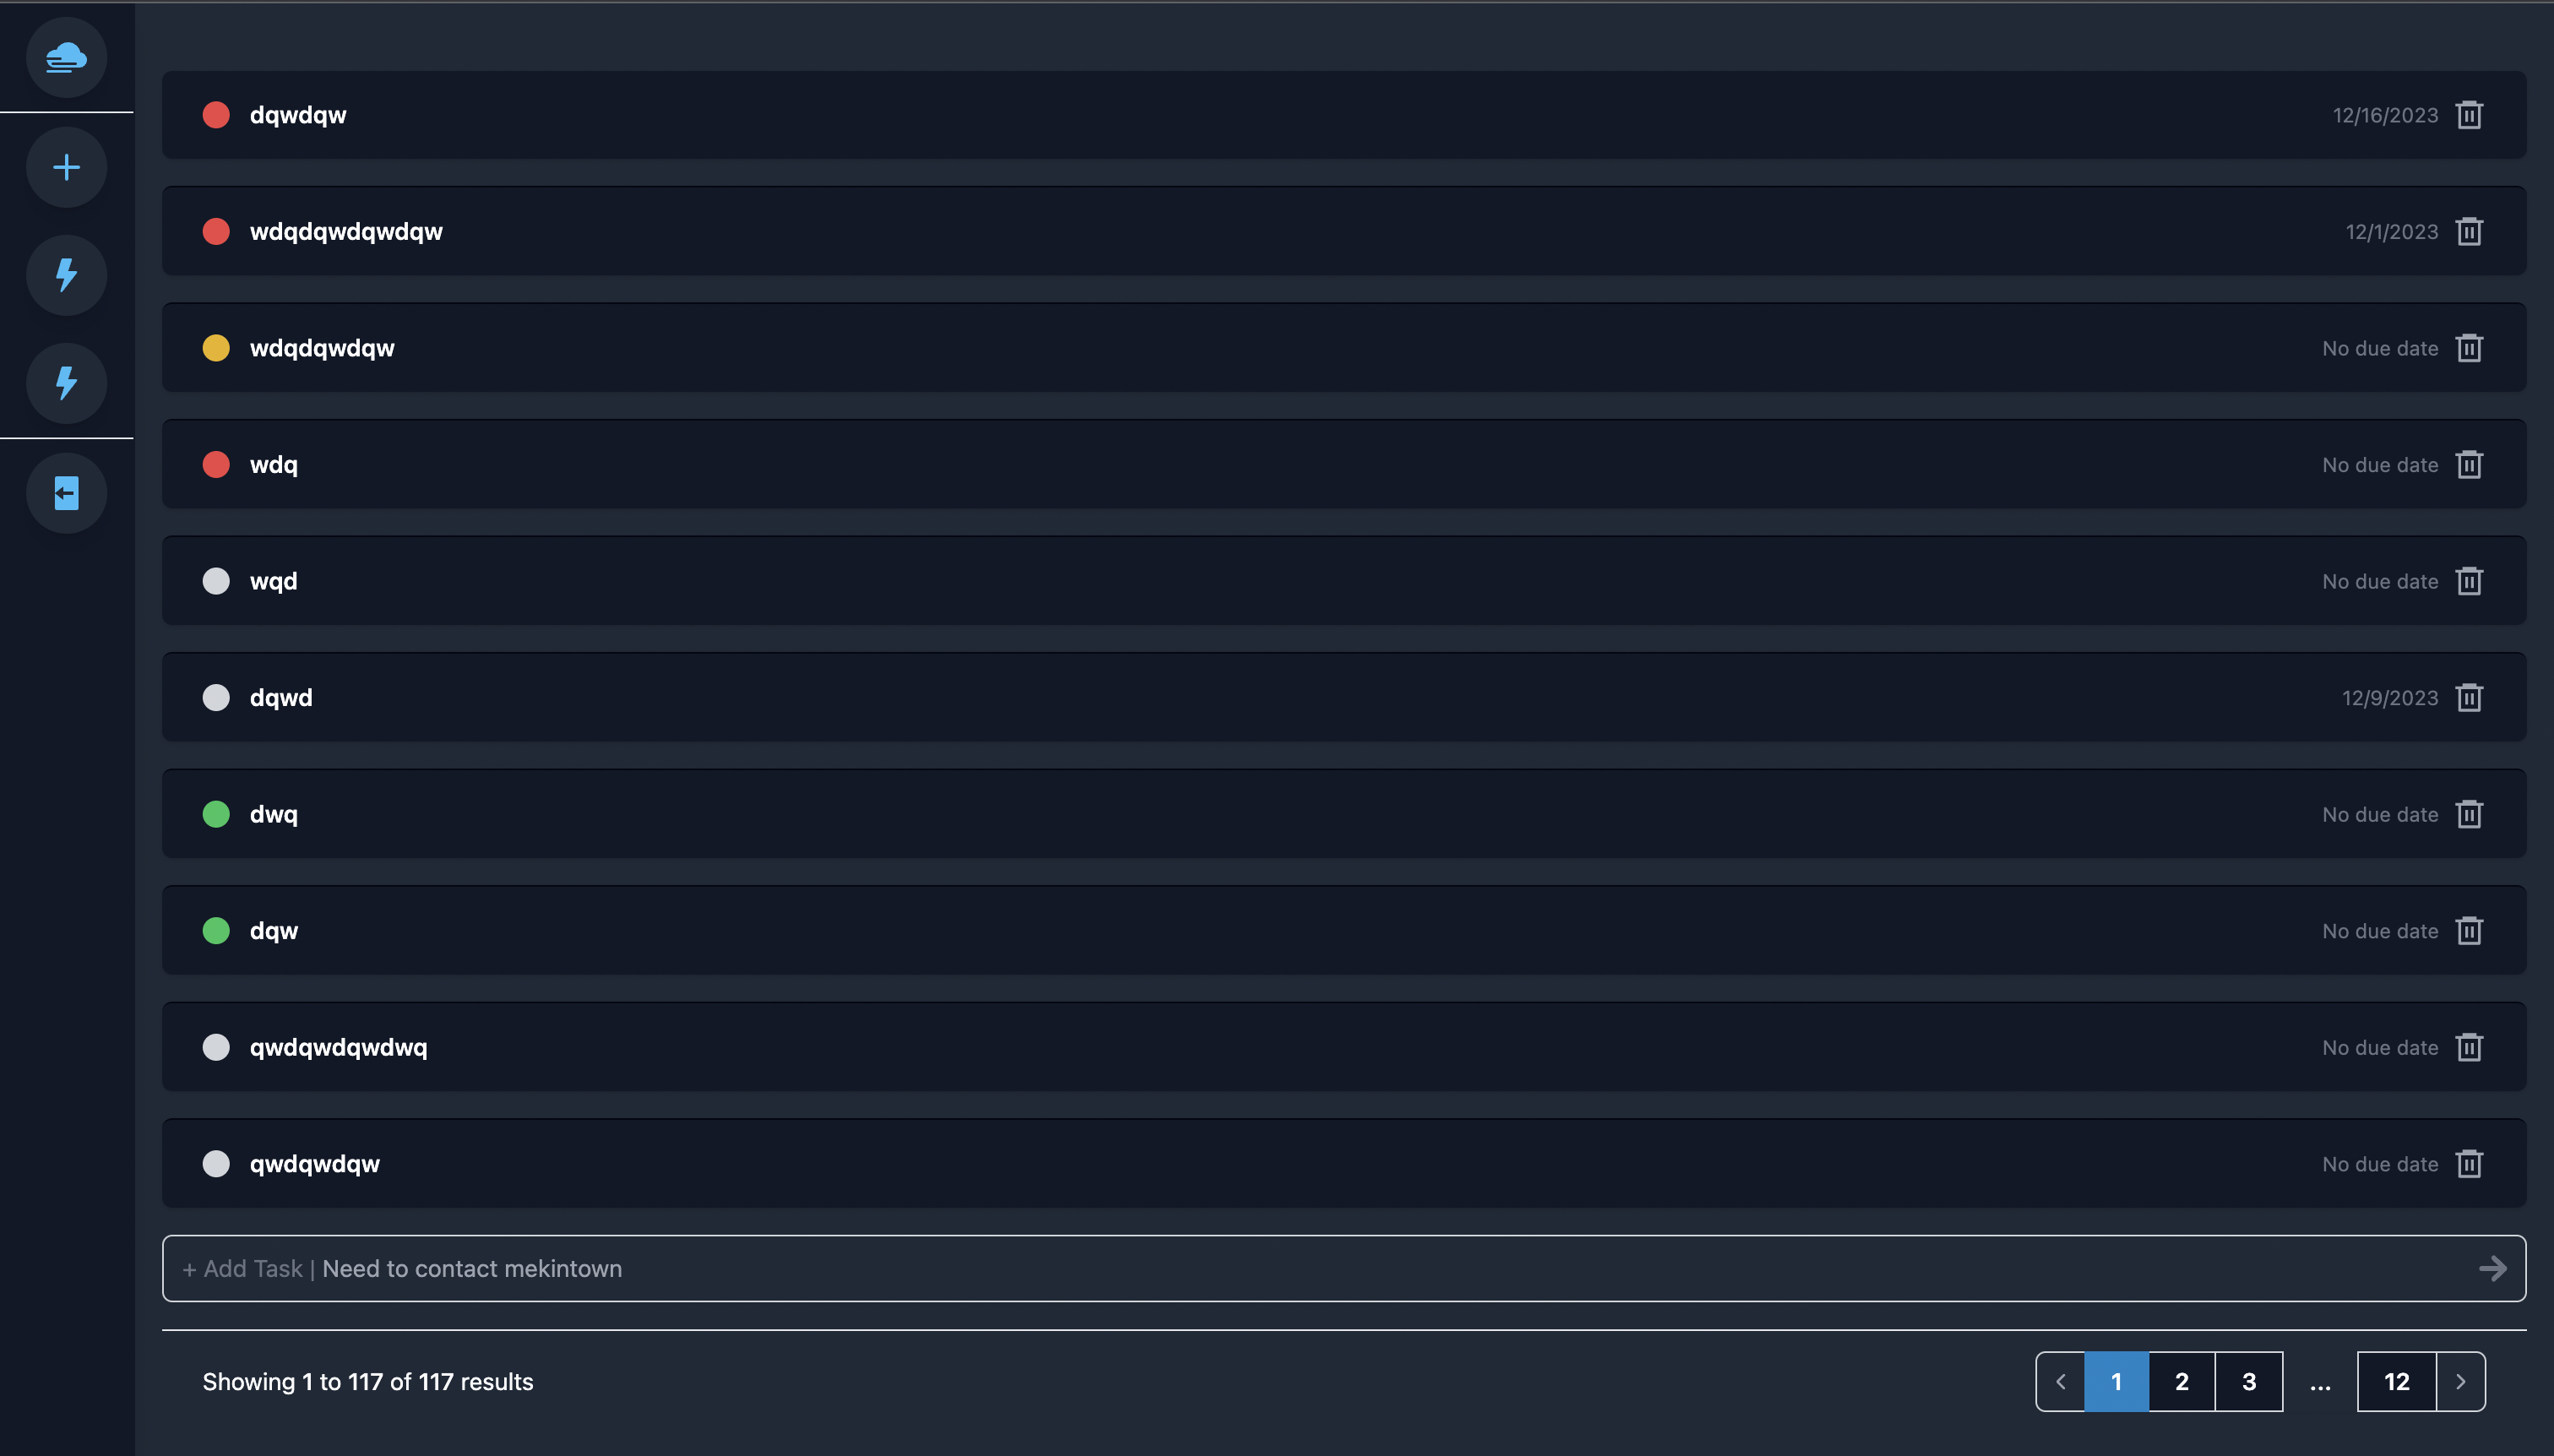 dqwdqw 12/16/2023
wdqdqwdqwdqw 12/1/2023
wdqdqwdqw No due date
wdq No due date
wqd No due date
dqwd 12/9/2023
dwq No due date
dqw No due date
qwdqwdqwdwq No due date
qwdqwdqw No due date
+ Add Task | Need to contact mekintown
Showing 1 to 117 of 117 results 1 2 3 ... 12